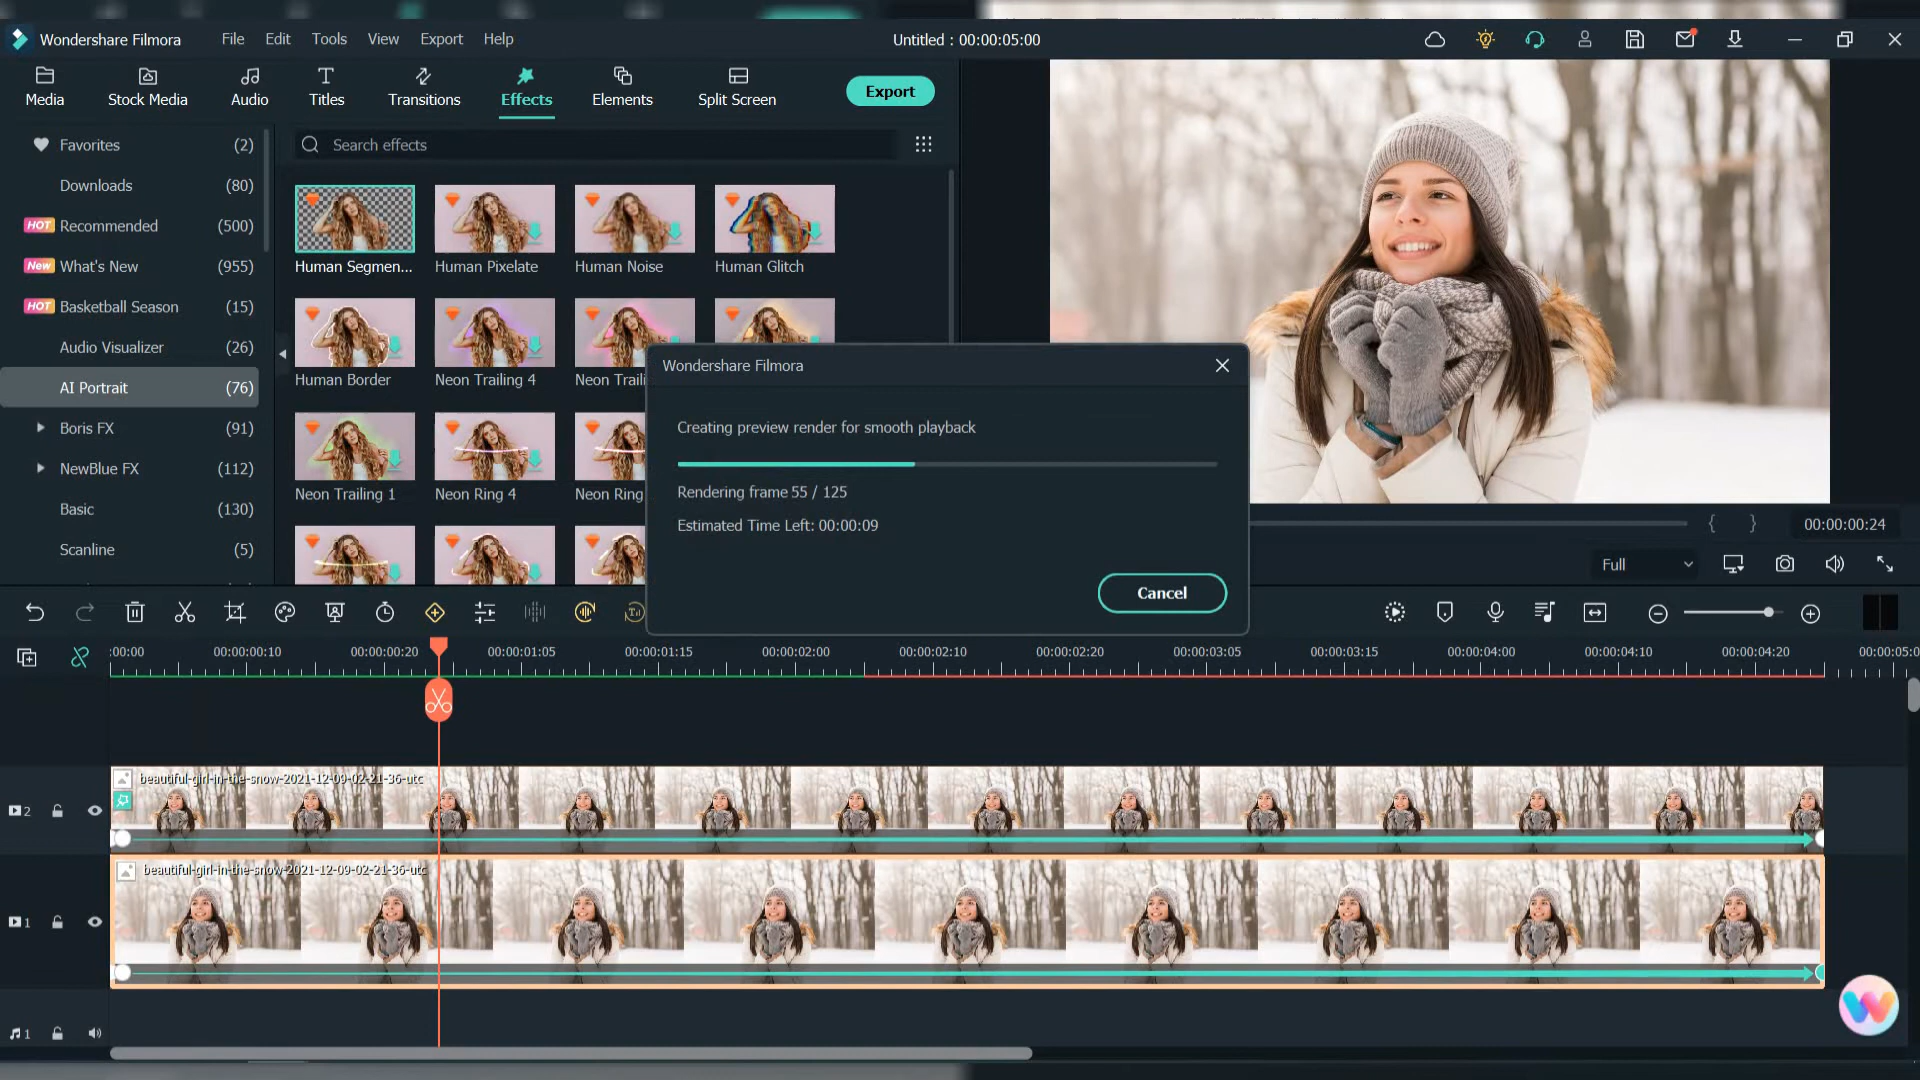 Wondershare Filmora
File Edit Tools View Export Help
Untitled : 00:00:05:00
Media Stock Media Audio Titles Transitions Effects Elements Split Screen
Export
Favorites (2)
Downloads (80)
HOT Recommended (500)
New What's New (955)
HOT Basketball Season (15)
Audio Visualizer (26)
AI Portrait (76)
Boris FX (91)
NewBlue FX (112)
Basic (130)
Scanline (5)
Search effects
Human Segmen... Human Pixelate Human Noise Human Glitch
Human Border Neon Trailing 4 Neon Trail
Neon Trailing 1 Neon Ring 4 Neon Ring
Wondershare Filmora
Creating preview render for smooth playback
Rendering frame 55 / 125
Estimated Time Left: 00:00:09
Cancel
00:00:00:24
Full
:00:00 00:00:00:10 00:00:00:20 00:00:01:05 00:00:01:15 00:00:02:00 00:00:02:10 00:00:02:20 00:00:03:05 00:00:03:15 00:00:04:00 00:00:04:10 00:00:04:20 00:00:05:0
beautiful-girl-in-the-snow-2021-12-09-02-21-36-utc
2
beautiful-girl-in-the-snow-2021-12-09-02-21-36-utc
1
1